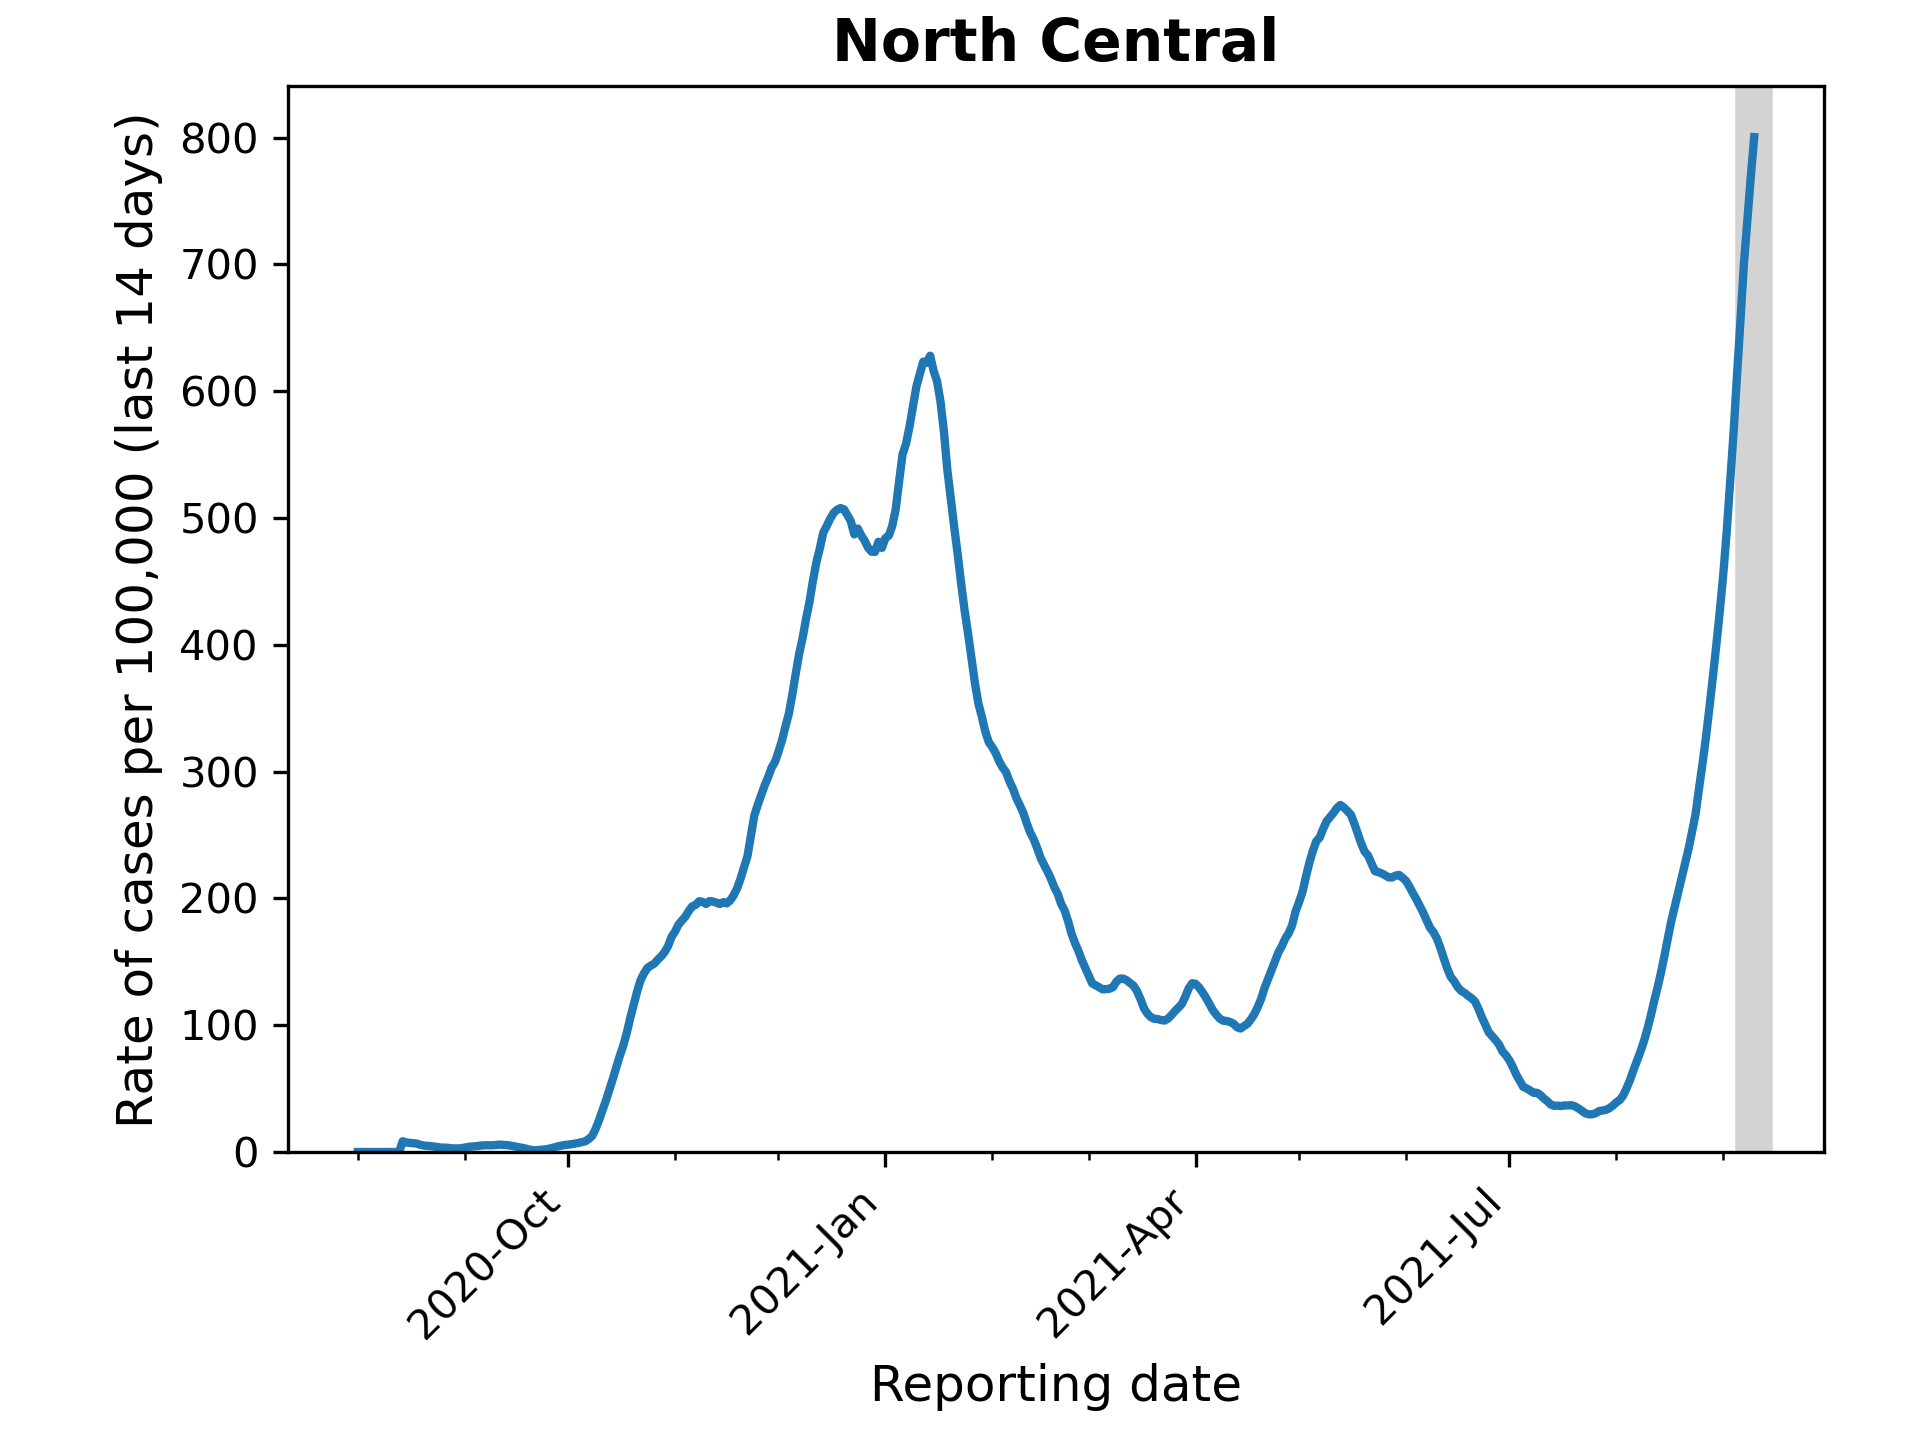 North Central
Rate of cases per 100,000 (last 14 days)
800
700
600
500
400
300
200
100
0
2020-Oct
2021-Jan
2021-Apr
2021-Jul
Reporting date